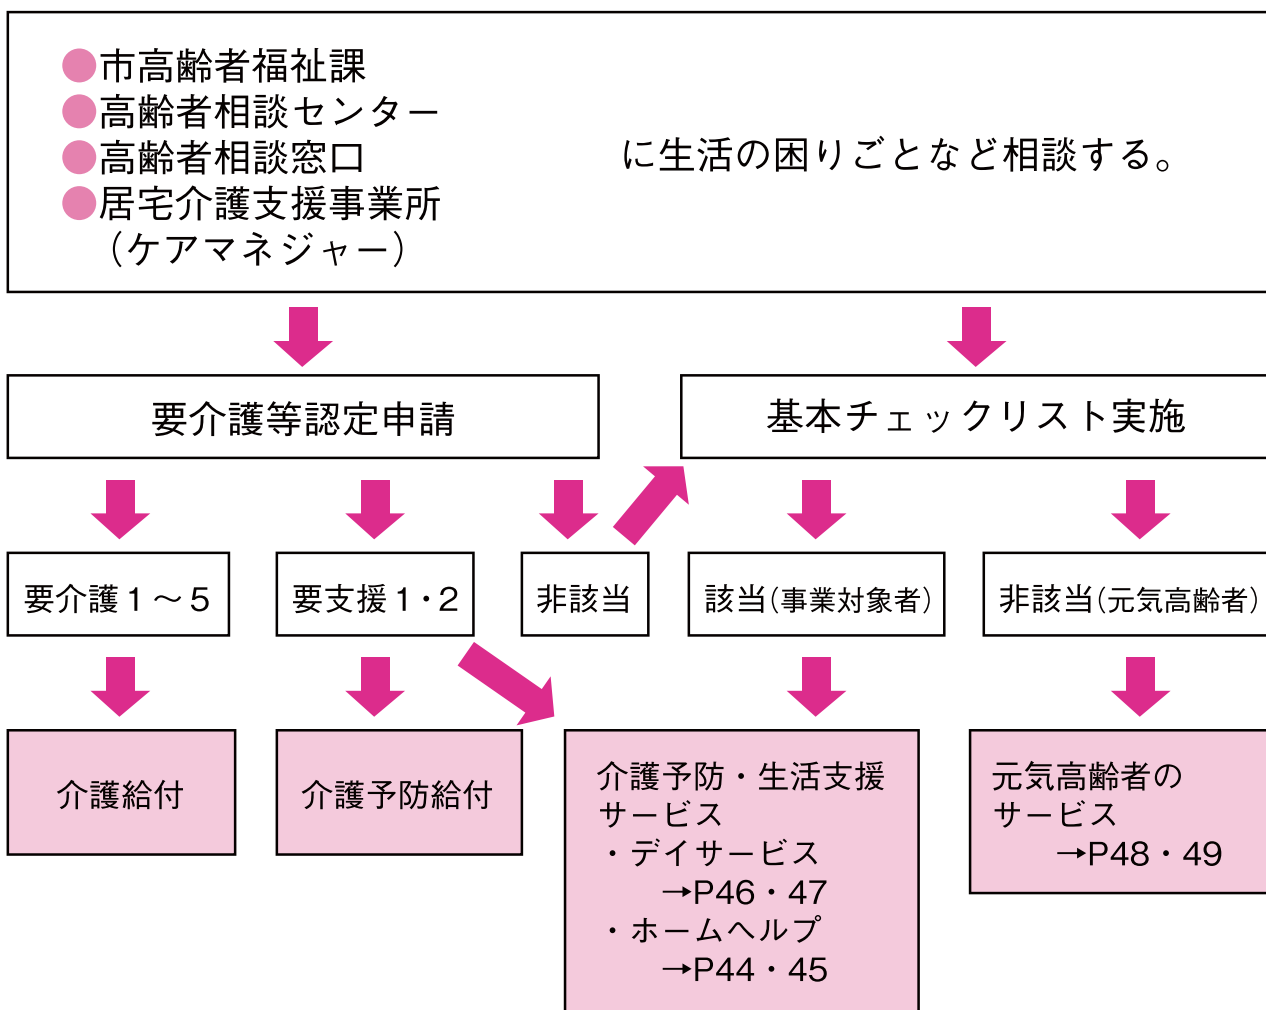 ●市高齢者福祉課
●高齢者相談センター
●高齢者相談窓口
●居宅介護支援事業所
（ケアマネジャー）
に生活の困りごとなど相談する。
要介護等認定申請
基本チェックリスト実施
要介護１～５
要支援１・２
非該当
該当（事業対象者）
非該当（元気高齢者）
介護給付
介護予防給付
介護予防・生活支援
サービス
・デイサービス
→P46・47
・ホームヘルプ
→P44・45
元気高齢者の
サービス
→P48・49